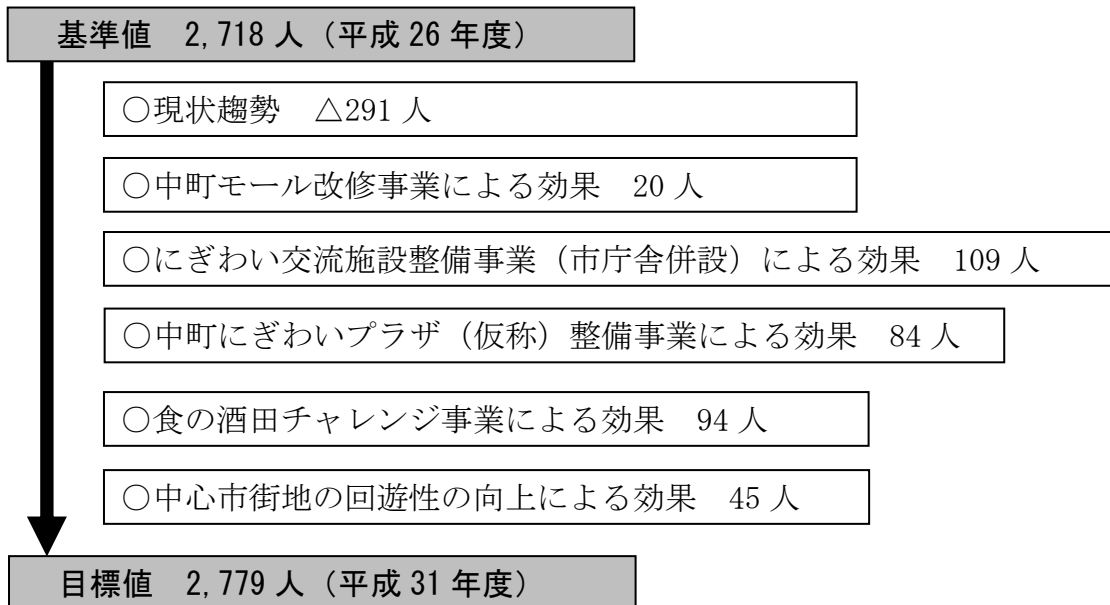 基準値　2,718 人（平成 26 年度）
○現状趨勢　△291 人
○中町モール改修事業による効果　20 人
○にぎわい交流施設整備事業（市庁舎併設）による効果　109 人
○中町にぎわいプラザ（仮称）整備事業による効果　84 人
○食の酒田チャレンジ事業による効果　94 人
○中心市街地の回遊性の向上による効果　45 人
目標値　2,779 人（平成 31 年度）